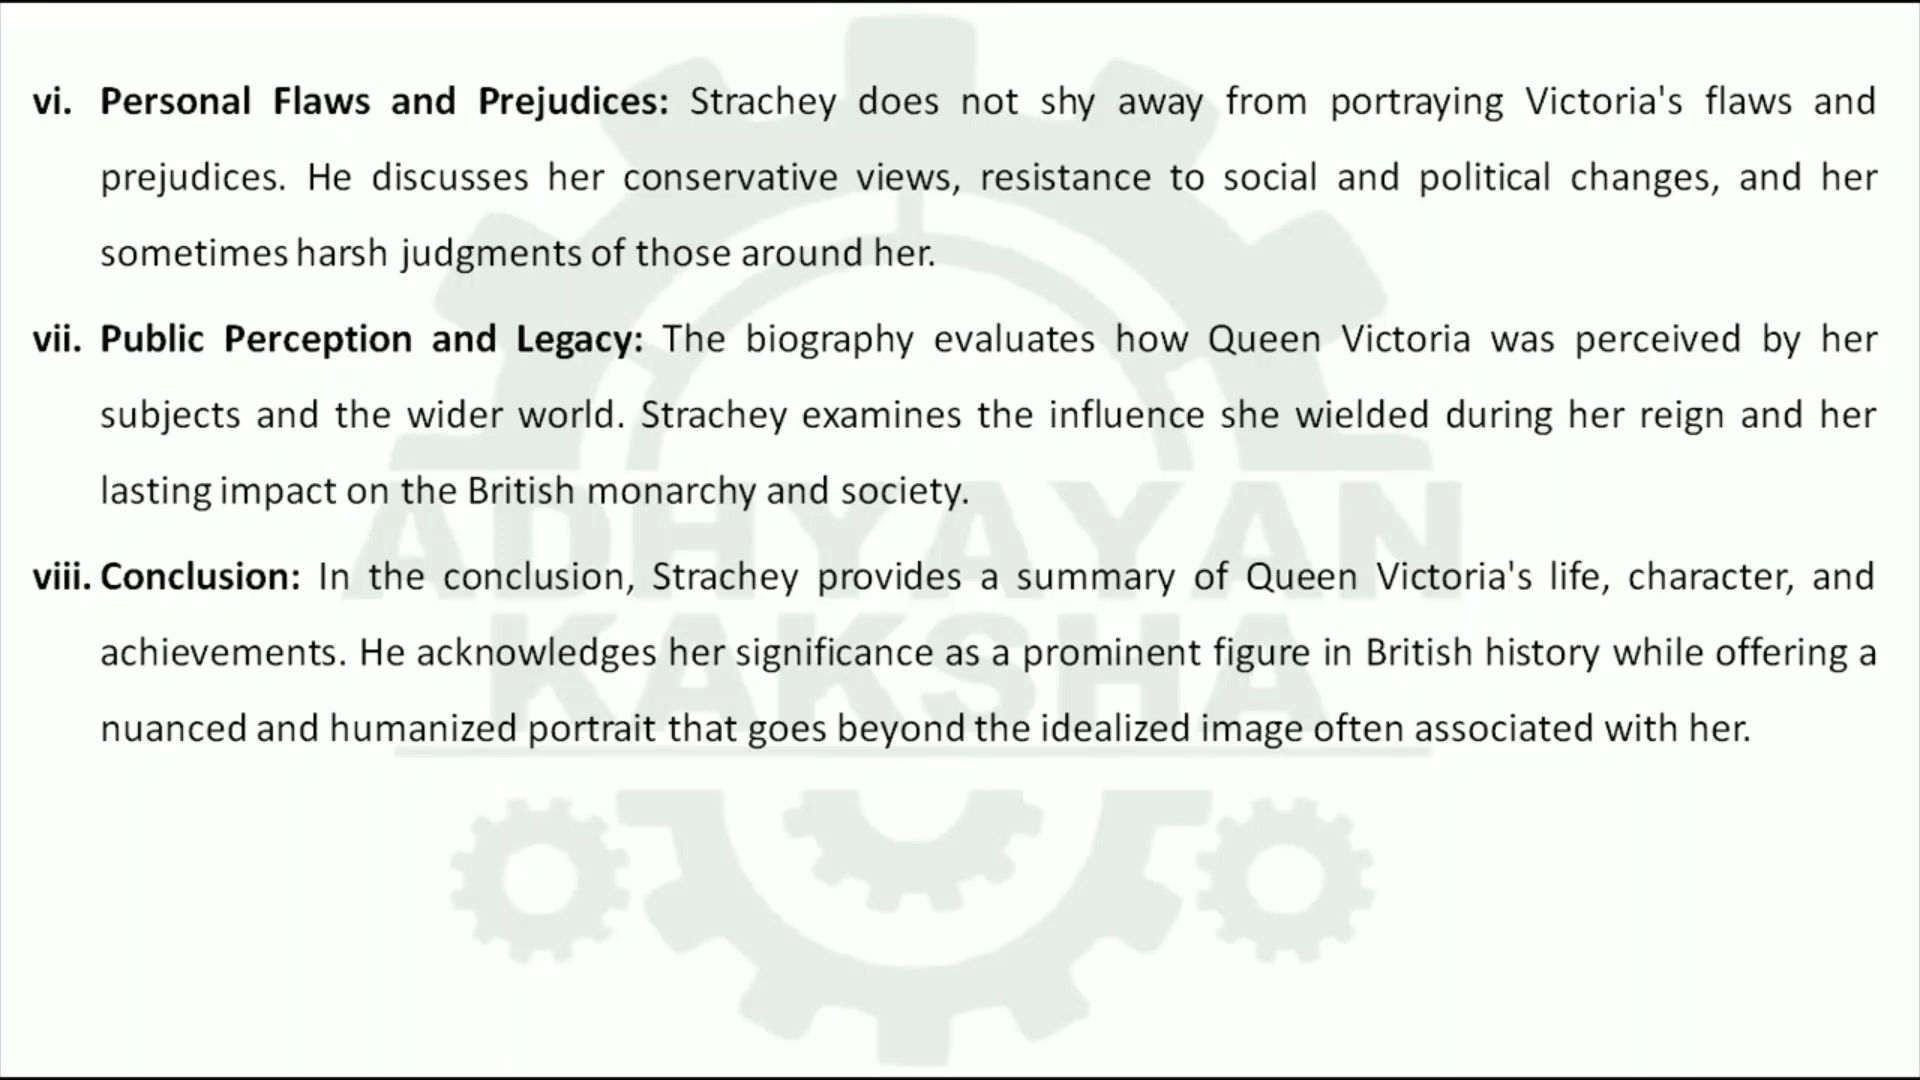 vi. Personal Flaws and Prejudices: Strachey does not shy away from portraying Victoria's flaws and
prejudices. He discusses her conservative views, resistance to social and political changes, and her
sometimes harsh judgments of those around her.
vii. Public Perception and Legacy: The biography evaluates how Queen Victoria was perceived by her
subjects and the wider world. Strachey examines the influence she wielded during her reign and her
lasting impact on the British monarchy and society.
ADHYAYAN
viii. Conclusion: In the conclusion, Strachey provides a summary of Queen Victoria's life, character, and
achievements. He acknowledges her significance as a prominent figure in British history while offering a
KAKSHA
nuanced and humanized portrait that goes beyond the idealized image often associated with her.